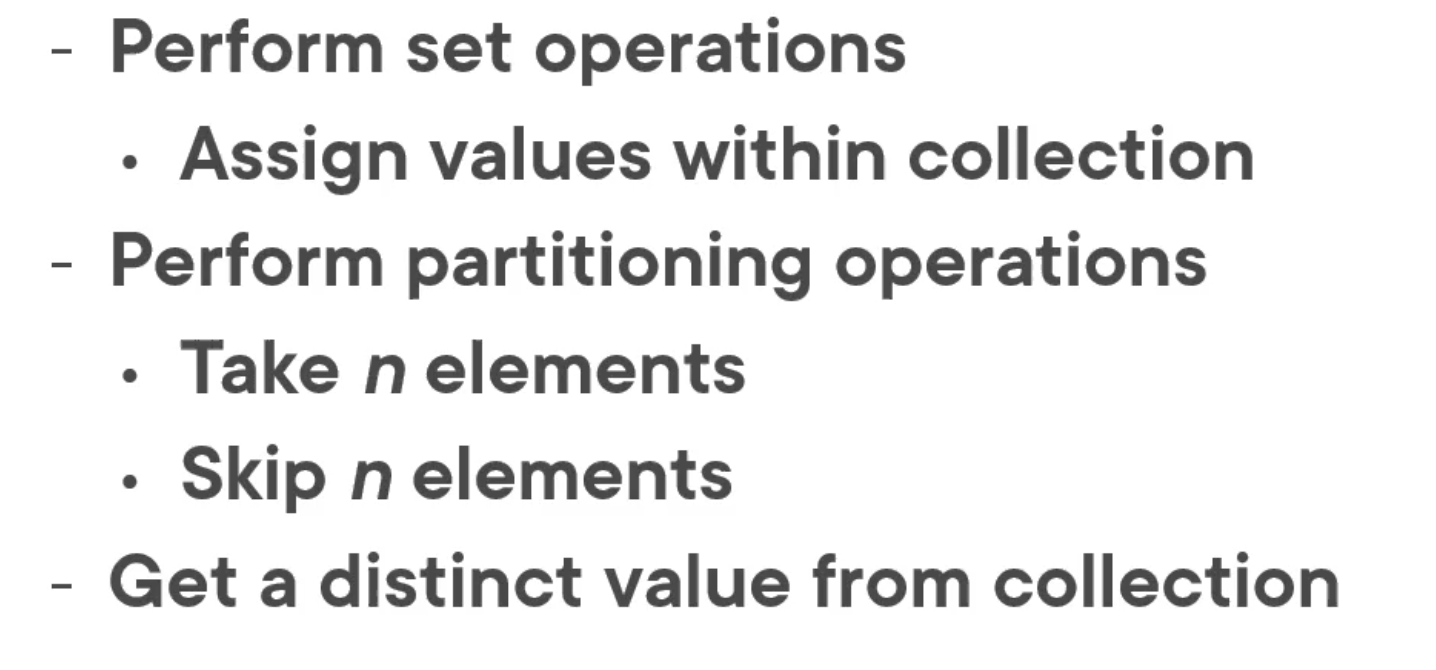 - Perform set operations
• Assign values within collection
- Perform partitioning operations
• Take n elements
• Skip n elements
- Get a distinct value from collection